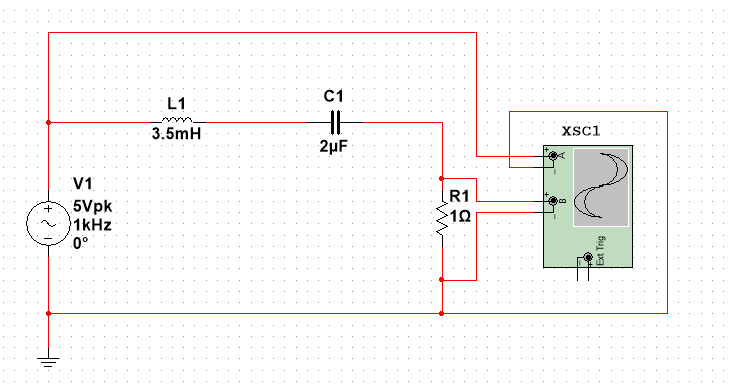 L1
3.5mH
C1
2µF
XSC1
A
B
Ext Trig
V1
5Vpk
1kHz
0°
R1
1Ω